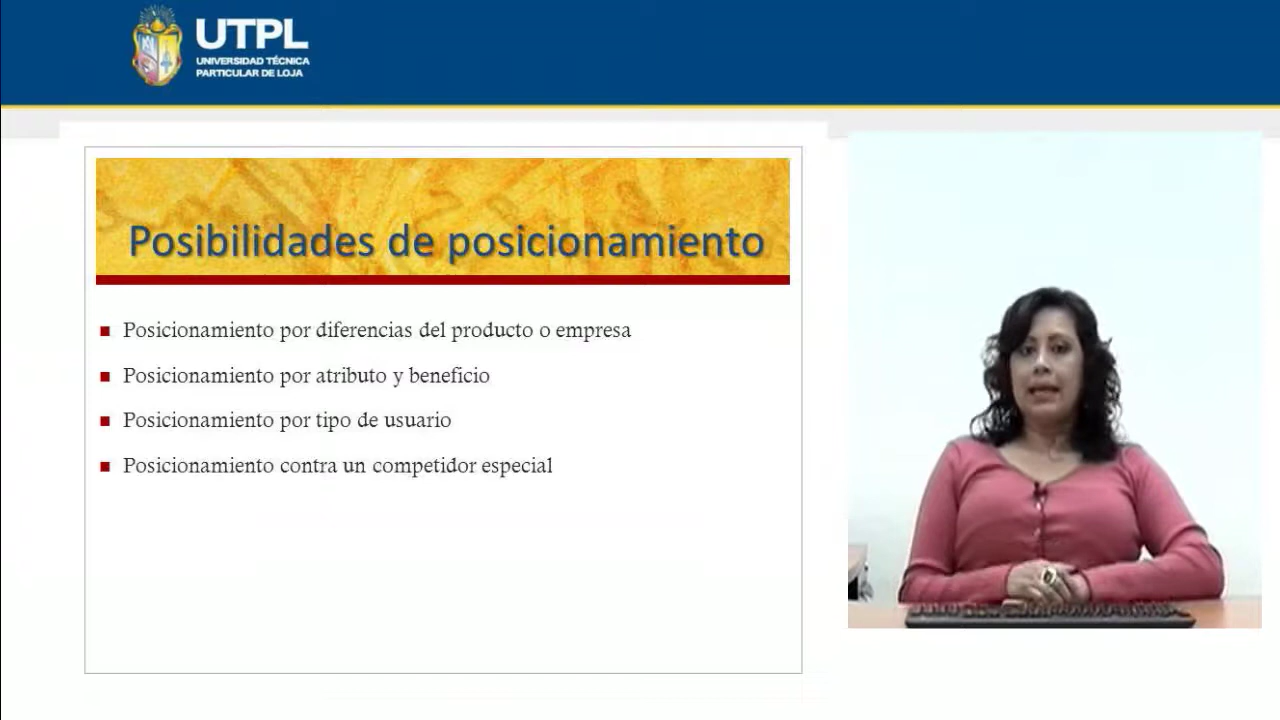 UTPL
UNIVERSIDAD TÉCNICA
PARTICULAR DE LOJA
Posibilidades de posicionamiento
Posicionamiento por diferencias del producto o empresa
Posicionamiento por atributo y beneficio
Posicionamiento por tipo de usuario
Posicionamiento contra un competidor especial